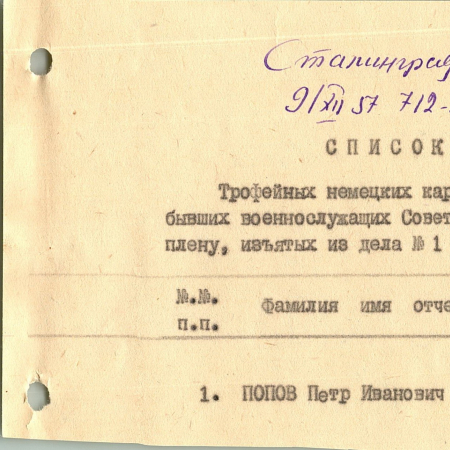 Сталинград
9/XII 57 712-
СПИСОК
Трофейных немецких кар
бывших военнослужащих Совет
плену, изъятых из дела № 1
№.№. Фамилия имя отче
п.п.
1. ПОПОВ Петр Иванович